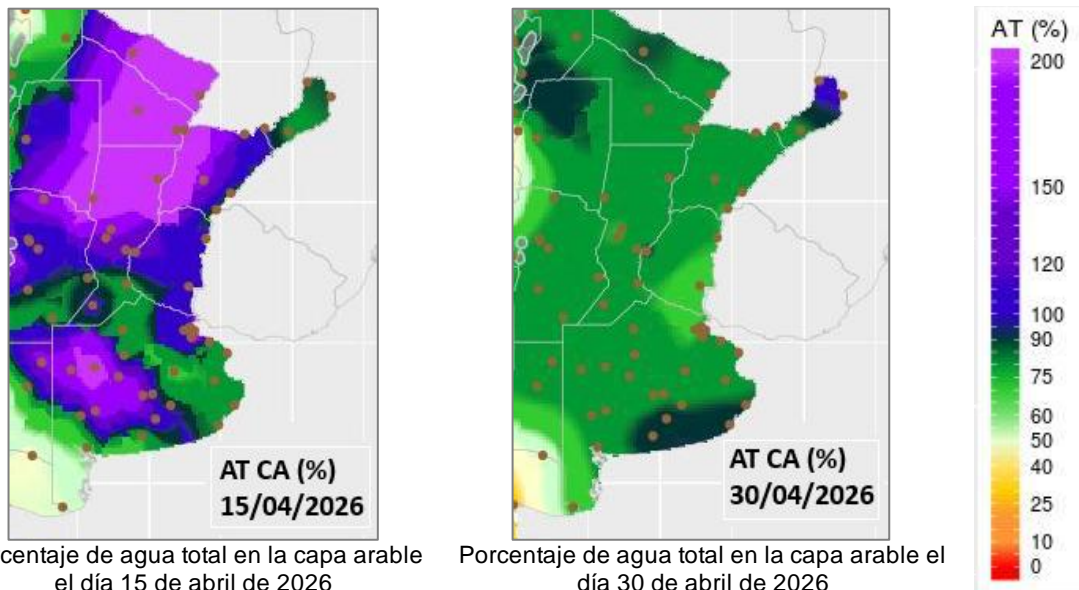 AT CA (%)
15/04/2026
AT CA (%)
30/04/2026
AT (%)
200
150
120
100
90
75
60
50
40
25
10
0
centaje de agua total en la capa arable
el día 15 de abril de 2026
Porcentaje de agua total en la capa arable el
día 30 de abril de 2026